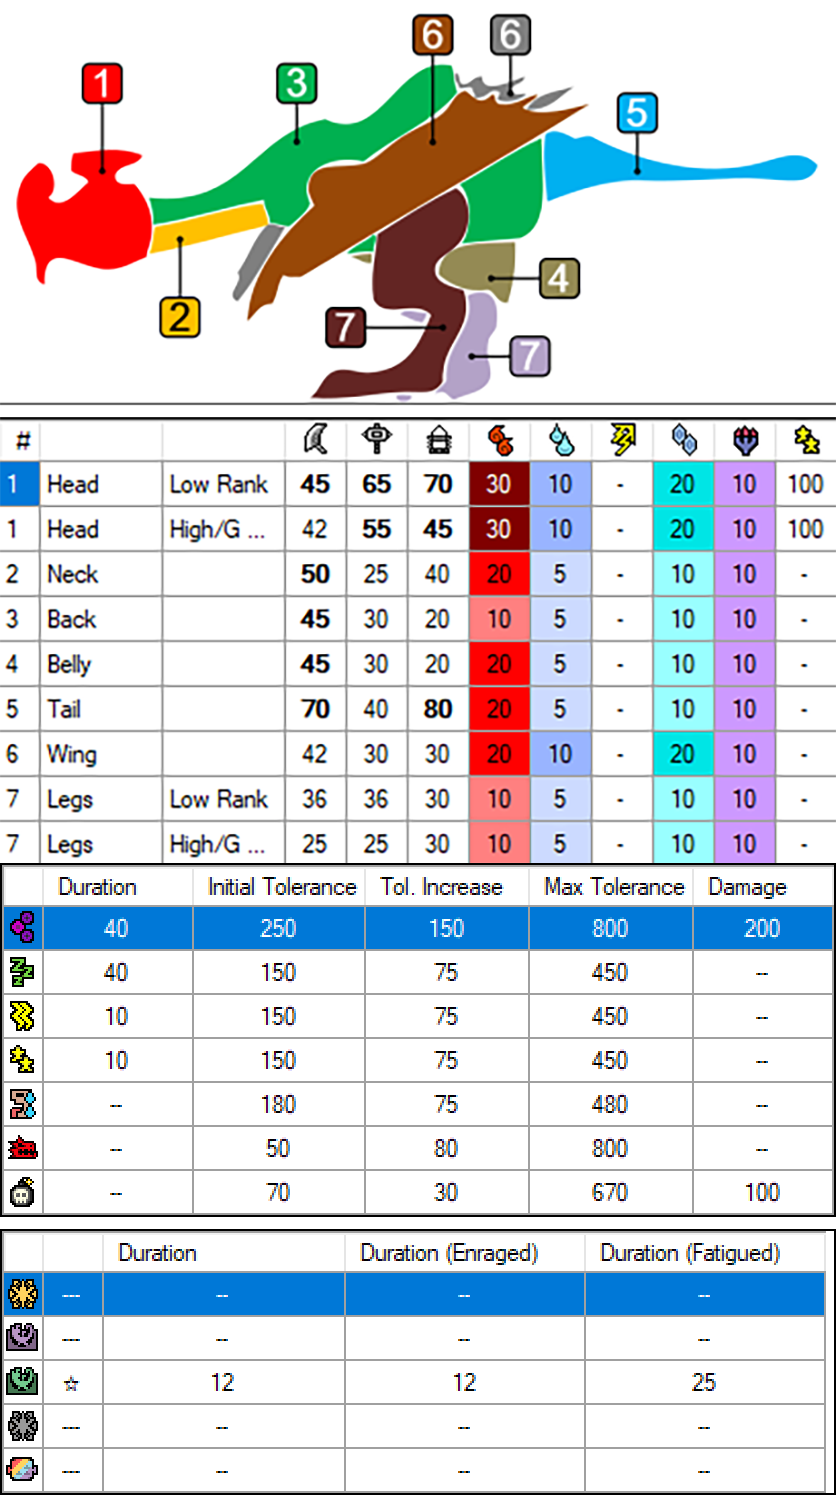 6 6
1 3
5
2
4
7
7
#
1 Head Low Rank 45 65 70 30 10 - 20 10 100
1 Head High/G ... 42 55 45 30 10 - 20 10 100
2 Neck 50 25 40 20 5 - 10 10 -
3 Back 45 30 20 10 5 - 10 10 -
4 Belly 45 30 20 20 5 - 10 10 -
5 Tail 70 40 80 20 5 - 10 10 -
6 Wing 42 30 30 20 10 - 20 10 -
7 Legs Low Rank 36 36 30 10 5 - 10 10 -
7 Legs High/G ... 25 25 30 10 5 - 10 10 -
Duration Initial Tolerance Tol. Increase Max Tolerance Damage
40 250 150 800 200
40 150 75 450 --
10 150 75 450 --
10 150 75 450 --
-- 180 75 480 --
-- 50 80 800 --
-- 70 30 670 100
Duration Duration (Enraged) Duration (Fatigued)
--- -- -- --
--- -- -- --
☆ 12 12 25
--- -- -- --
--- -- -- --